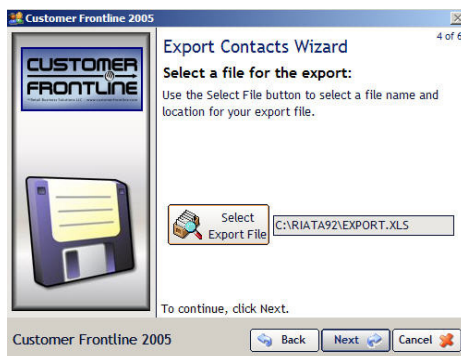 Customer Frontline 2005
4 of 6
Export Contacts Wizard
CUSTOMER
FRONTLINE
Select a file for the export:
Use the Select File button to select a file name and
location for your export file.
Select
Export File
C:\RIATA92\EXPORT.XLS
To continue, click Next.
Customer Frontline 2005
Back
Next
Cancel